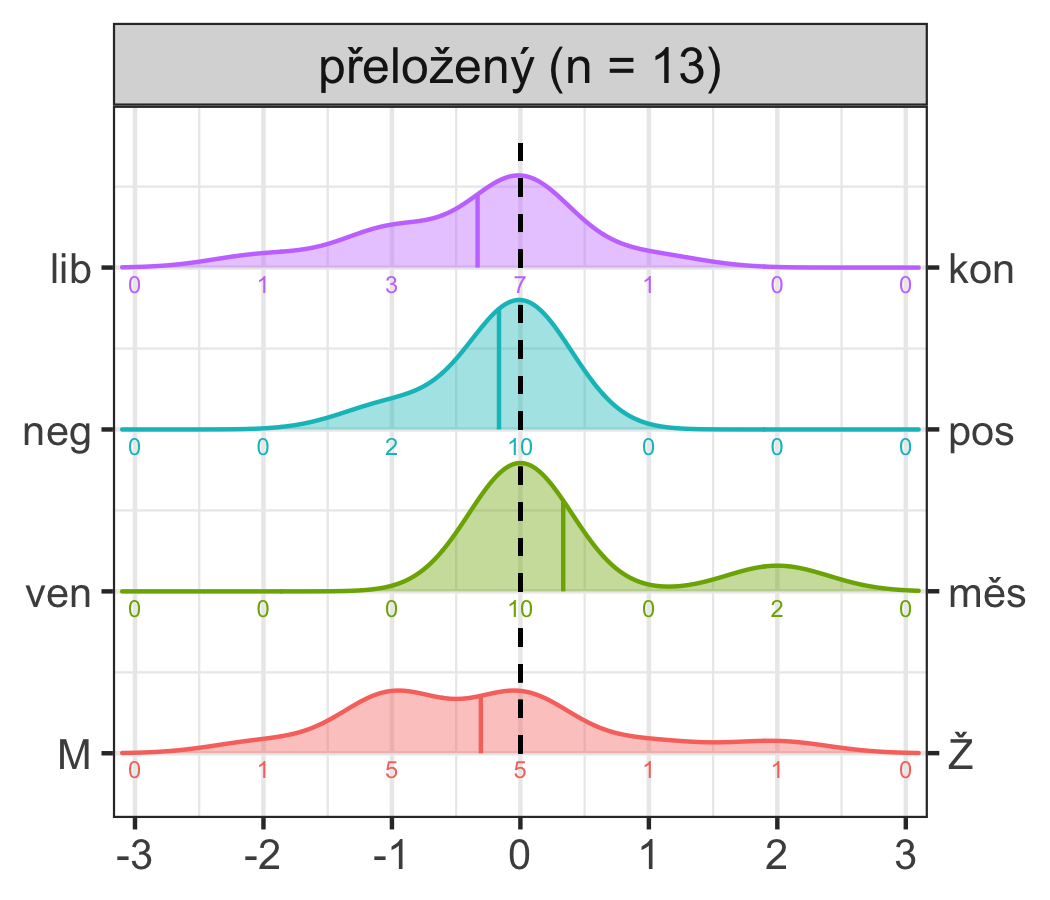 přeložený (n = 13)
lib kon
0 1 3 7 1 0 0
neg pos
0 0 2 10 0 0 0
ven měs
0 0 0 10 0 2 0
M Ž
0 1 5 5 1 1 0
-3 -2 -1 0 1 2 3